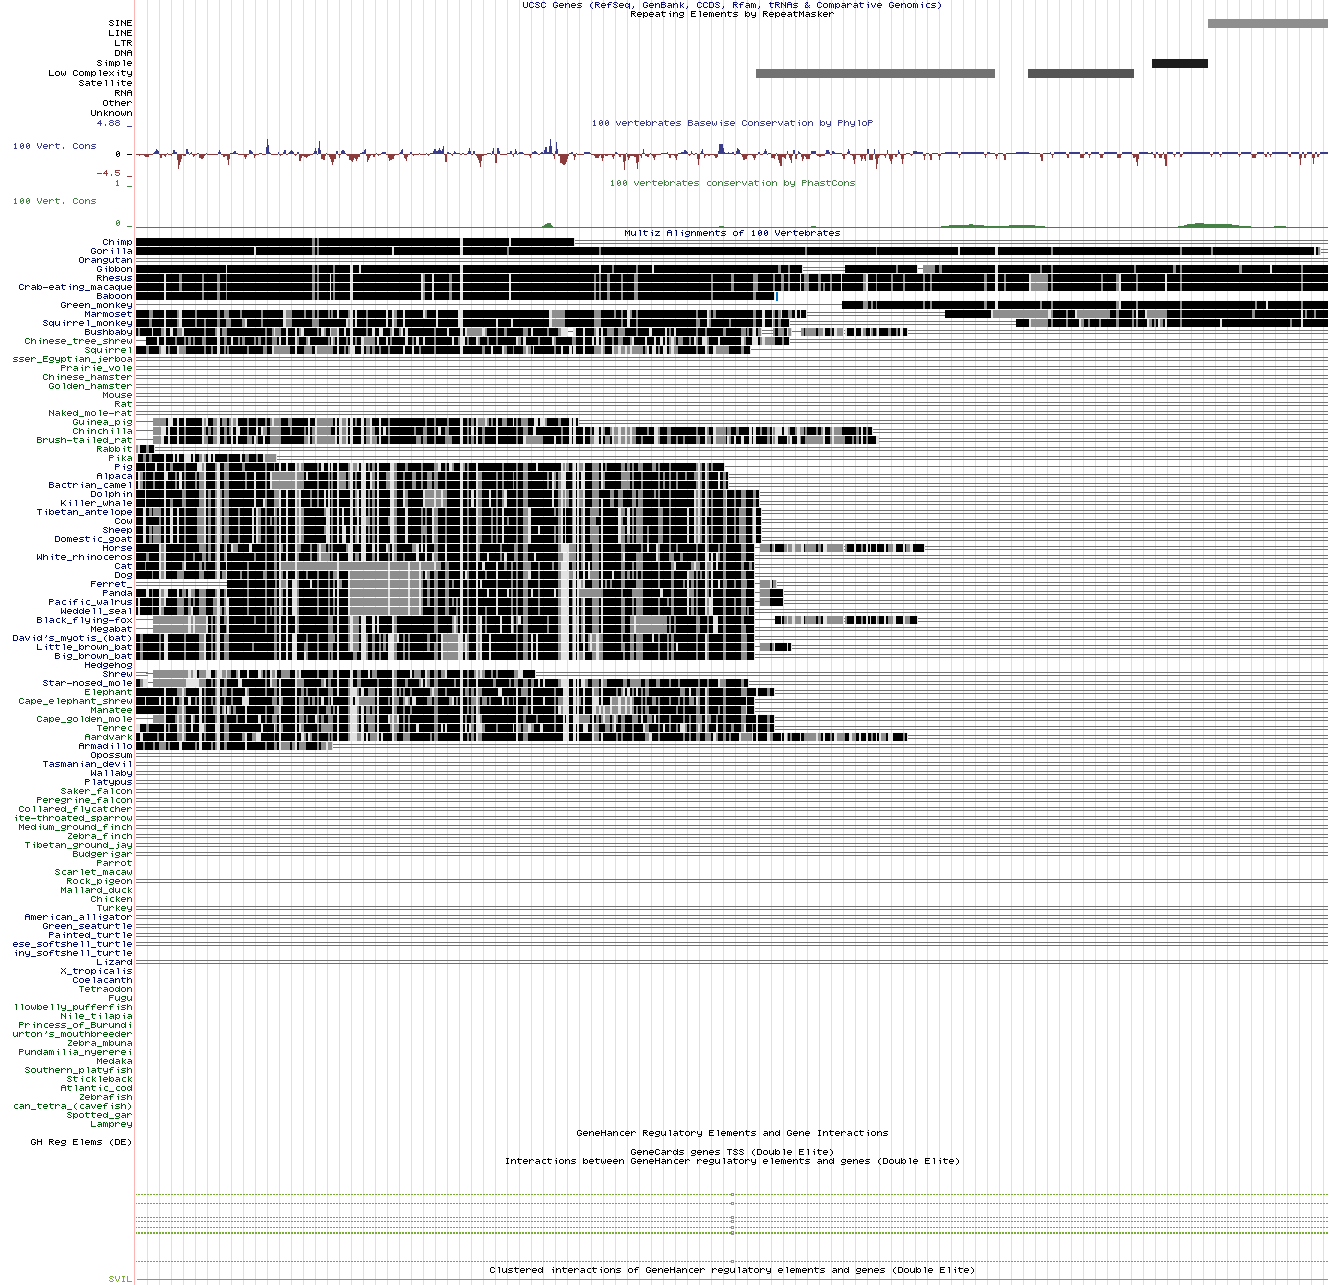 UCSC Genes (RefSeq, GenBank, CCDS, Rfam, tRNAs & Comparative Genomics)
Repeating Elements by RepeatMasker
SINE
LINE
LTR
DNA
Simple
Low Complexity
Satellite
RNA
Other
Unknown
4.88 _
100 vertebrates Basewise Conservation by PhyloP
100 Vert. Cons
0 -
-4.5 _
1 _
100 vertebrates conservation by PhastCons
100 Vert. Cons
0 _
Multiz Alignments of 100 Vertebrates
Chimp
Gorilla
Orangutan
Gibbon
Rhesus
Crab-eating_macaque
Baboon
Green_monkey
Marmoset
Squirrel_monkey
Bushbaby
Chinese_tree_shrew
Squirrel
sser_Egyptian_jerboa
Prairie_vole
Chinese_hamster
Golden_hamster
Mouse
Rat
Naked_mole-rat
Guinea_pig
Chinchilla
Brush-tailed_rat
Rabbit
Pika
Pig
Alpaca
Bactrian_camel
Dolphin
Killer_whale
Tibetan_antelope
Cow
Sheep
Domestic_goat
Horse
White_rhinoceros
Cat
Dog
Ferret_
Panda
Pacific_walrus
Weddell_seal
Black_flying-fox
Megabat
David's_myotis_(bat)
Little_brown_bat
Big_brown_bat
Hedgehog
Shrew
Star-nosed_mole
Elephant
Cape_elephant_shrew
Manatee
Cape_golden_mole
Tenrec
Aardvark
Armadillo
Opossum
Tasmanian_devil
Wallaby
Platypus
Saker_falcon
Peregrine_falcon
Collared_flycatcher
ite-throated_sparrow
Medium_ground_finch
Zebra_finch
Tibetan_ground_jay
Budgerigar
Parrot
Scarlet_macaw
Rock_pigeon
Mallard_duck
Chicken
Turkey
American_alligator
Green_seaturtle
Painted_turtle
ese_softshell_turtle
iny_softshell_turtle
Lizard
X_tropicalis
Coelacanth
Tetraodon
Fugu
llowbelly_pufferfish
Nile_tilapia
Princess_of_Burundi
urton's_mouthbreeder
Zebra_mbuna
Pundamilia_nyererei
Medaka
Southern_platyfish
Stickleback
Atlantic_cod
Zebrafish
can_tetra_(cavefish)
Spotted_gar
Lamprey
GeneHancer Regulatory Elements and Gene Interactions
GH Reg Elems (DE)
GeneCards genes TSS (Double Elite)
Interactions between GeneHancer regulatory elements and genes (Double Elite)
Clustered interactions of GeneHancer regulatory elements and genes (Double Elite)
SVIL